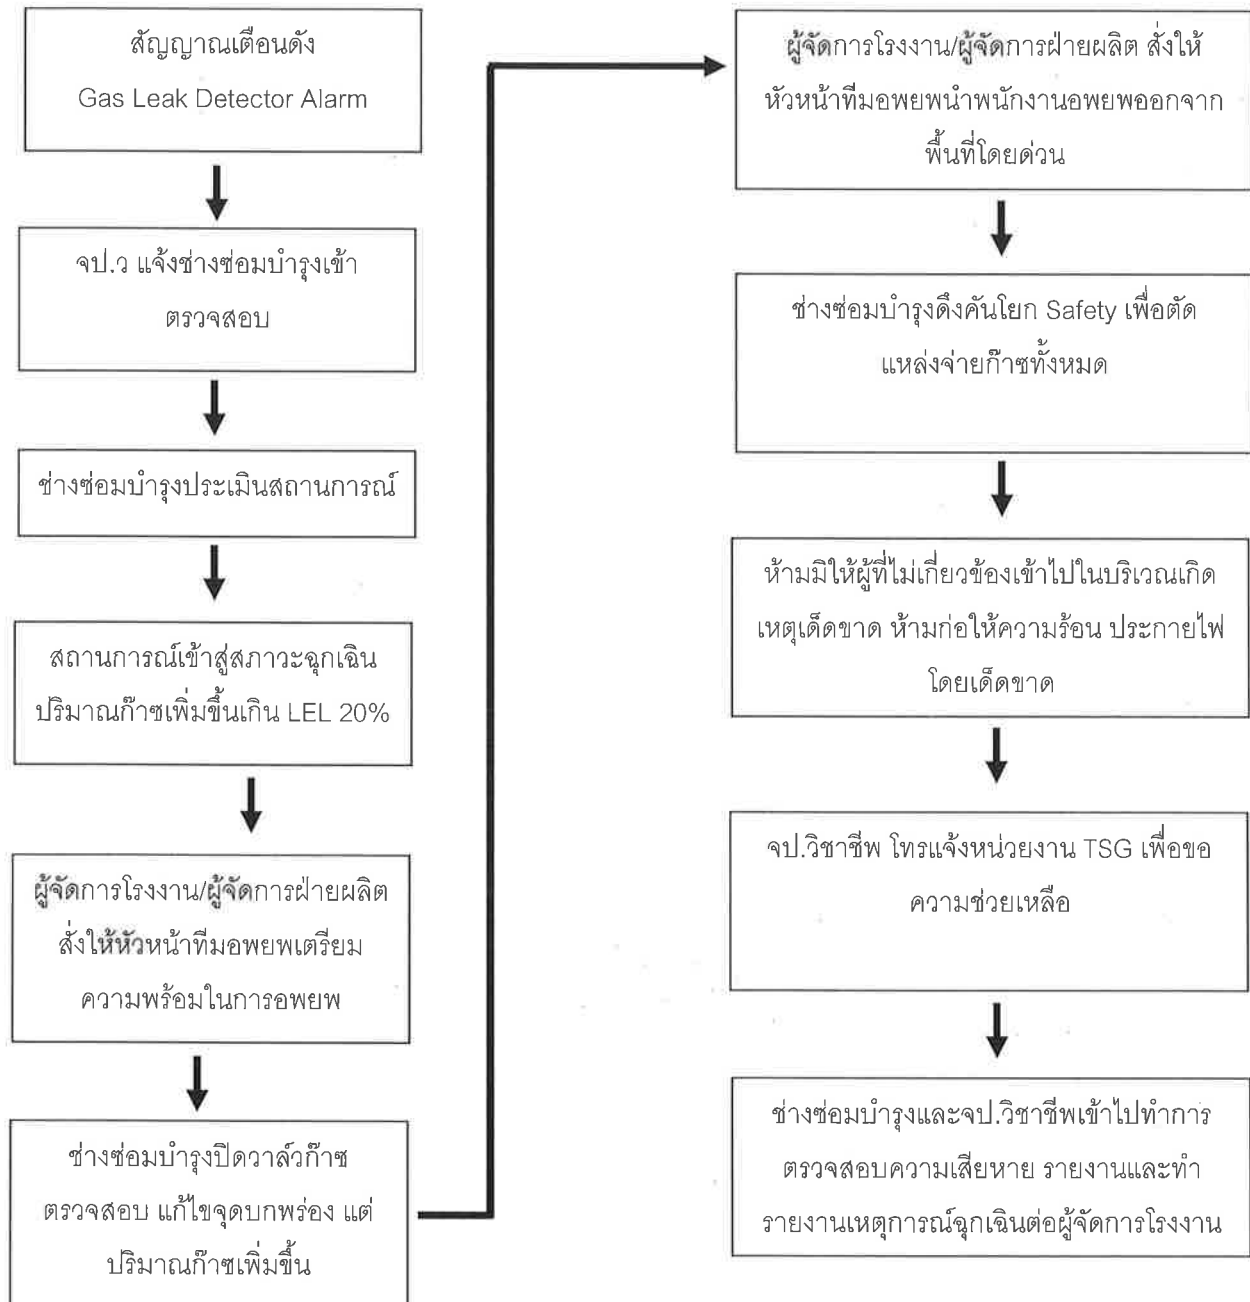 สัญญาณเตือนดัง
Gas Leak Detector Alarm
จป.ว แจ้งช่างซ่อมบำรุงเข้า
ตรวจสอบ
ช่างซ่อมบำรุงประเมินสถานการณ์
สถานการณ์เข้าสู่สภาวะฉุกเฉิน
ปริมาณก๊าซเพิ่มขึ้นเกิน LEL 20%
ผู้จัดการโรงงาน/ผู้จัดการฝ่ายผลิต
สั่งให้หัวหน้าทีมอพยพเตรียม
ความพร้อมในการอพยพ
ช่างซ่อมบำรุงปิดวาล์วก๊าซ
ตรวจสอบ แก้ไขจุดบกพร่อง แต่
ปริมาณก๊าซเพิ่มขึ้น
ผู้จัดการโรงงาน/ผู้จัดการฝ่ายผลิต สั่งให้
หัวหน้าทีมอพยพนำพนักงานอพยพออกจาก
พื้นที่โดยด่วน
ช่างซ่อมบำรุงดึงคันโยก Safety เพื่อตัด
แหล่งจ่ายก๊าซทั้งหมด
ห้ามมิให้ผู้ที่ไม่เกี่ยวข้องเข้าไปในบริเวณเกิด
เหตุเด็ดขาด ห้ามก่อให้ความร้อน ประกายไฟ
โดยเด็ดขาด
จป.วิชาชีพ โทรแจ้งหน่วยงาน TSG เพื่อขอ
ความช่วยเหลือ
ช่างซ่อมบำรุงและจป.วิชาชีพเข้าไปทำการ
ตรวจสอบความเสียหาย รายงานและทำ
รายงานเหตุการณ์ฉุกเฉินต่อผู้จัดการโรงงาน